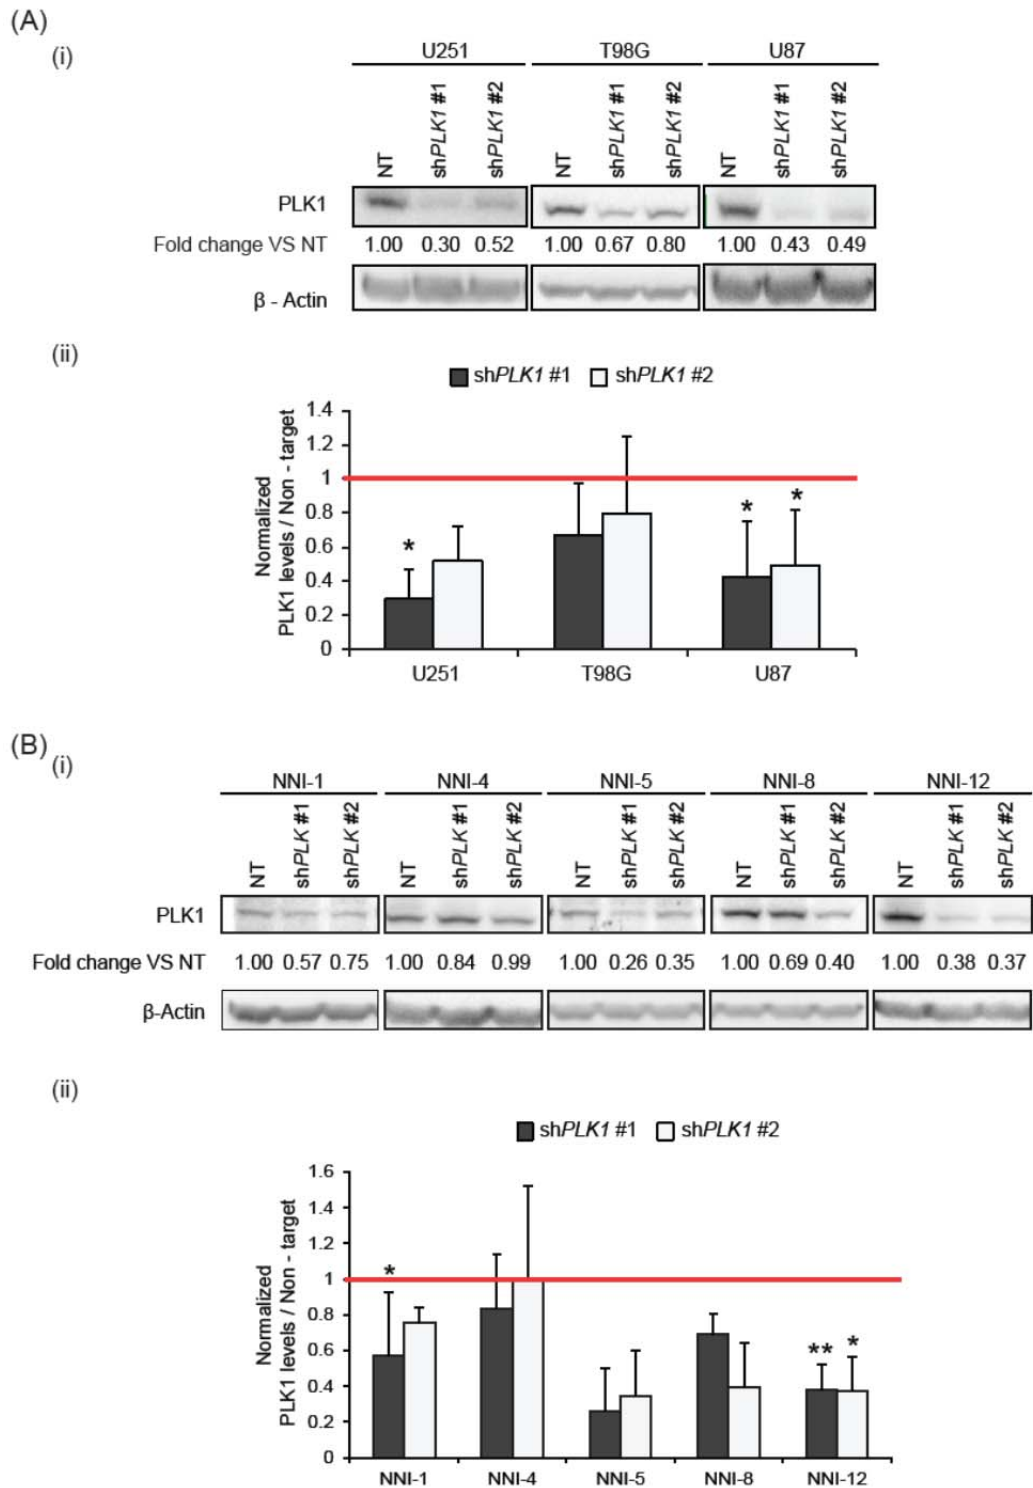 (A)
(i)
U251 T98G U87
NT shPLK1 #1 shPLK1 #2 NT shPLK1 #1 shPLK1 #2 NT shPLK1 #1 shPLK1 #2
PLK1
Fold change VS NT 1.00 0.30 0.52 1.00 0.67 0.80 1.00 0.43 0.49
β - Actin
(ii)
shPLK1 #1 shPLK1 #2
Normalized
PLK1 levels / Non - target
1.4
1.2
1
0.8
0.6
0.4
0.2
0
* * *
U251 T98G U87
(B)
(i)
NNI-1 NNI-4 NNI-5 NNI-8 NNI-12
NT shPLK #1 shPLK #2 NT shPLK #1 shPLK #2 NT shPLK #1 shPLK #2 NT shPLK #1 shPLK #2 NT shPLK #1 shPLK #2
PLK1
Fold change VS NT 1.00 0.57 0.75 1.00 0.84 0.99 1.00 0.26 0.35 1.00 0.69 0.40 1.00 0.38 0.37
β-Actin
(ii)
shPLK1 #1 shPLK1 #2
Normalized
PLK1 levels / Non - target
1.6
1.4
1.2
1
0.8
0.6
0.4
0.2
0
* ** *
NNI-1 NNI-4 NNI-5 NNI-8 NNI-12